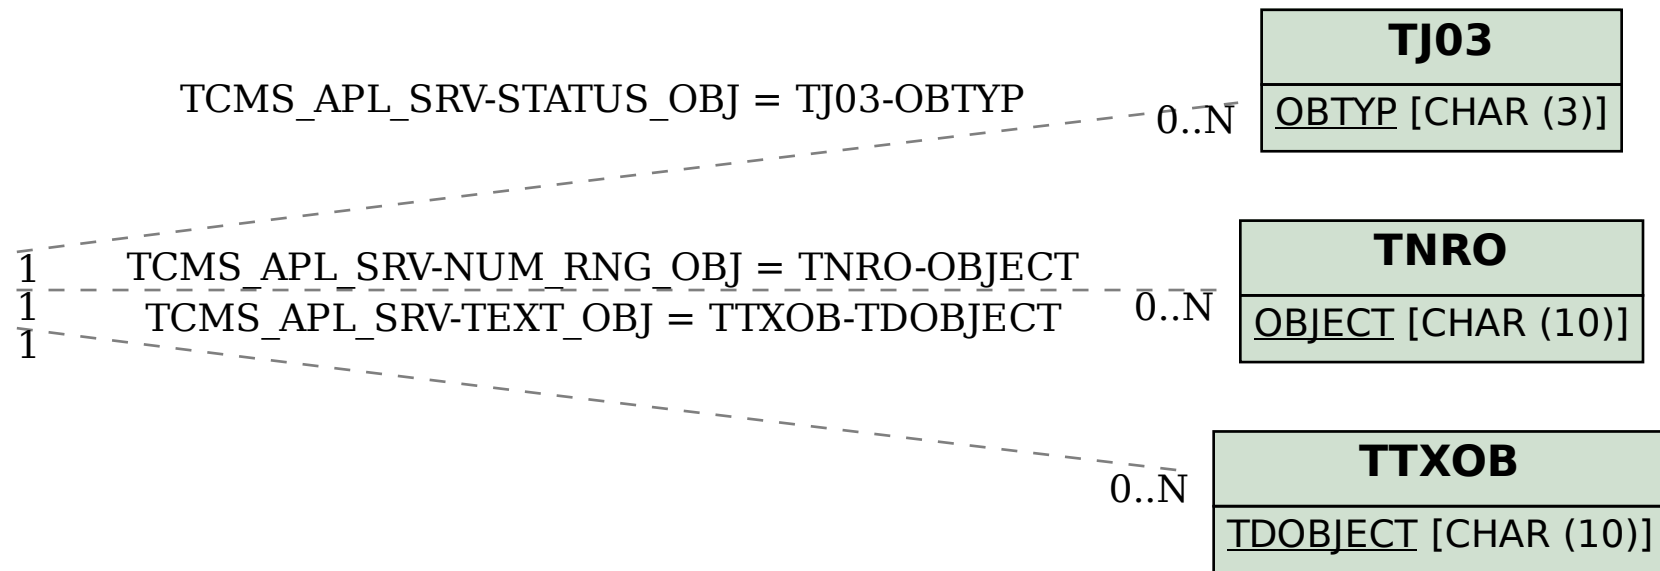 TJ03
TCMS_APL_SRV-STATUS_OBJ = TJ03-OBTYP
0..N
OBTYP [CHAR (3)]
TNRO
1
TCMS_APL_SRV-NUM_RNG_OBJ = TNRO-OBJECT
1
0..N
TCMS_APL_SRV-TEXT_OBJ = TTXOB-TDOBJECT
OBJECT [CHAR (10)]
1
TTXOB
0..N
TDOBJECT [CHAR (10)]